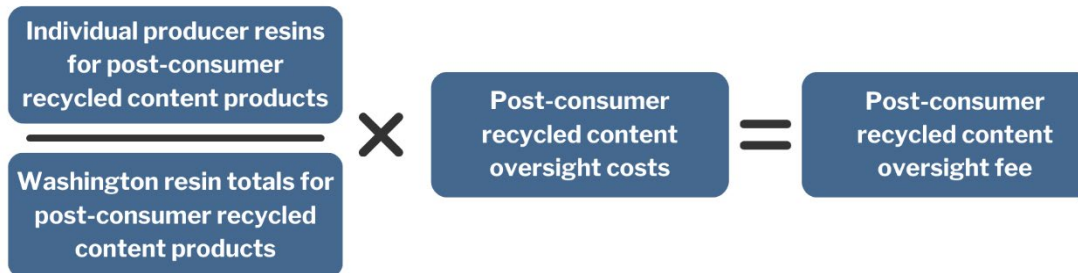 Individual producer resins
for post-consumer
recycled content products
Washington resin totals for
post-consumer recycled
content products
×
Post-consumer
recycled content
oversight costs
=
Post-consumer
recycled content
oversight fee